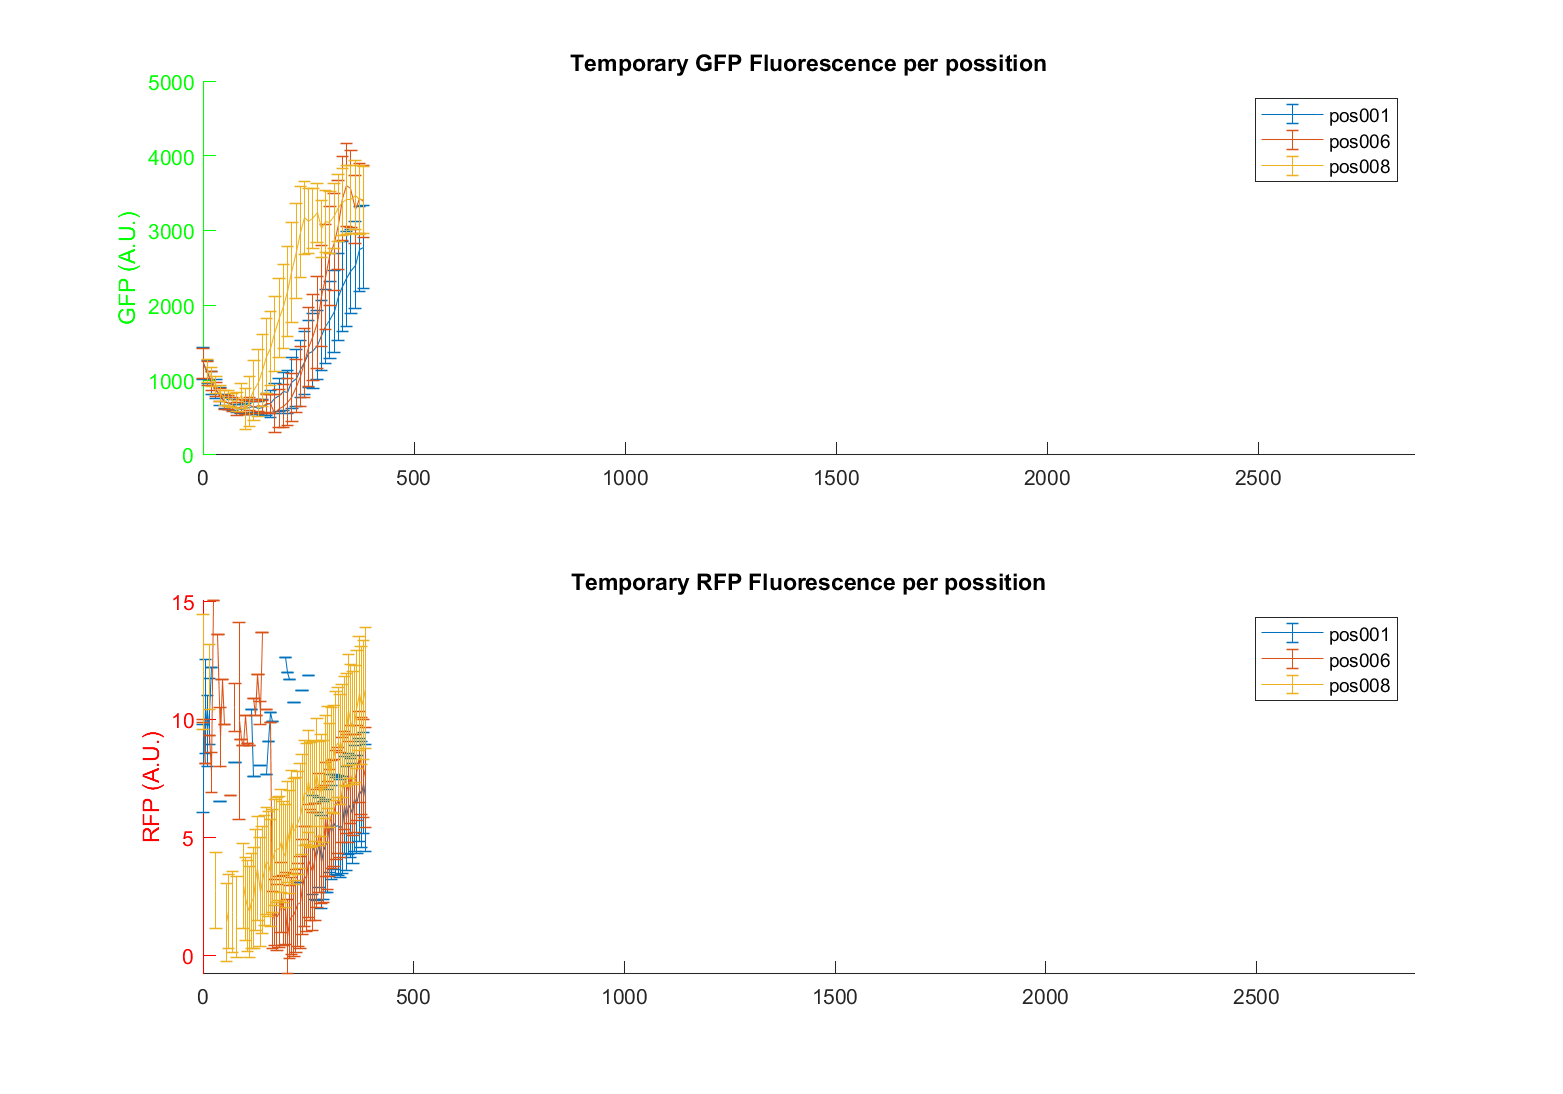 Temporary GFP Fluorescence per possition
5000
4000
3000
2000
1000
0
GFP (A.U.)
pos001
pos006
pos008
0 500 1000 1500 2000 2500
Temporary RFP Fluorescence per possition
15
10
5
0
RFP (A.U.)
pos001
pos006
pos008
0 500 1000 1500 2000 2500